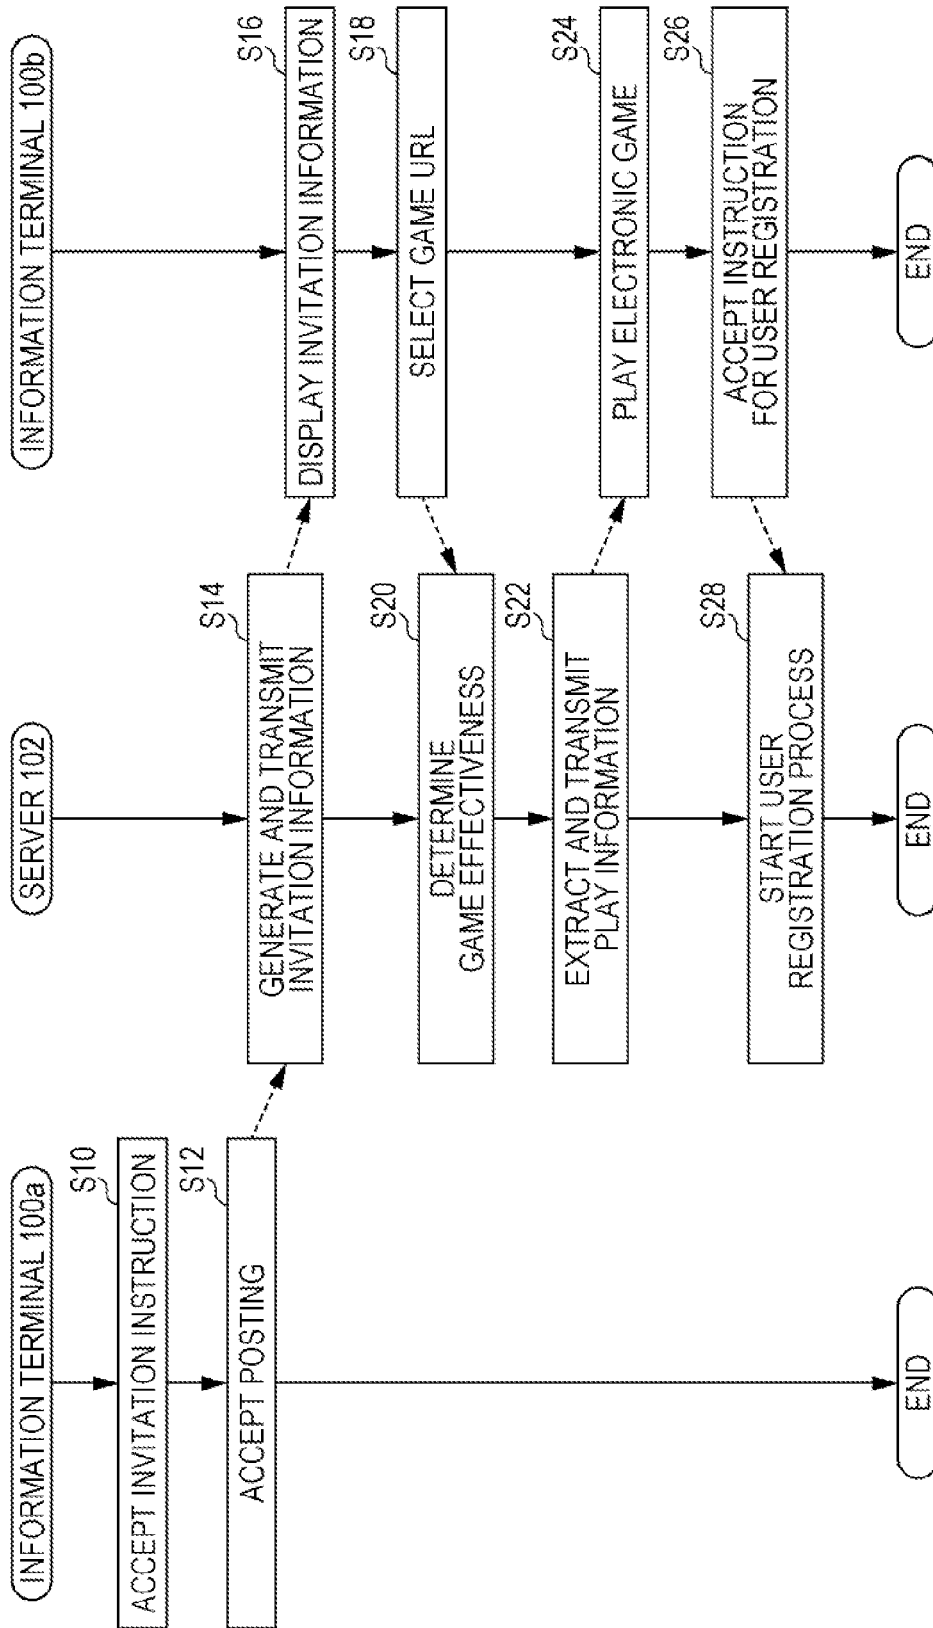 INFORMATION TERMINAL 100a
S10
ACCEPT INVITATION INSTRUCTION
S12
ACCEPT POSTING
END
SERVER 102
S14
GENERATE AND TRANSMIT
INVITATION INFORMATION
S20
DETERMINE
GAME EFFECTIVENESS
S22
EXTRACT AND TRANSMIT
PLAY INFORMATION
S28
START USER
REGISTRATION PROCESS
END
INFORMATION TERMINAL 100b
S16
DISPLAY INVITATION INFORMATION
S18
SELECT GAME URL
S24
PLAY ELECTRONIC GAME
S26
ACCEPT INSTRUCTION
FOR USER REGISTRATION
END